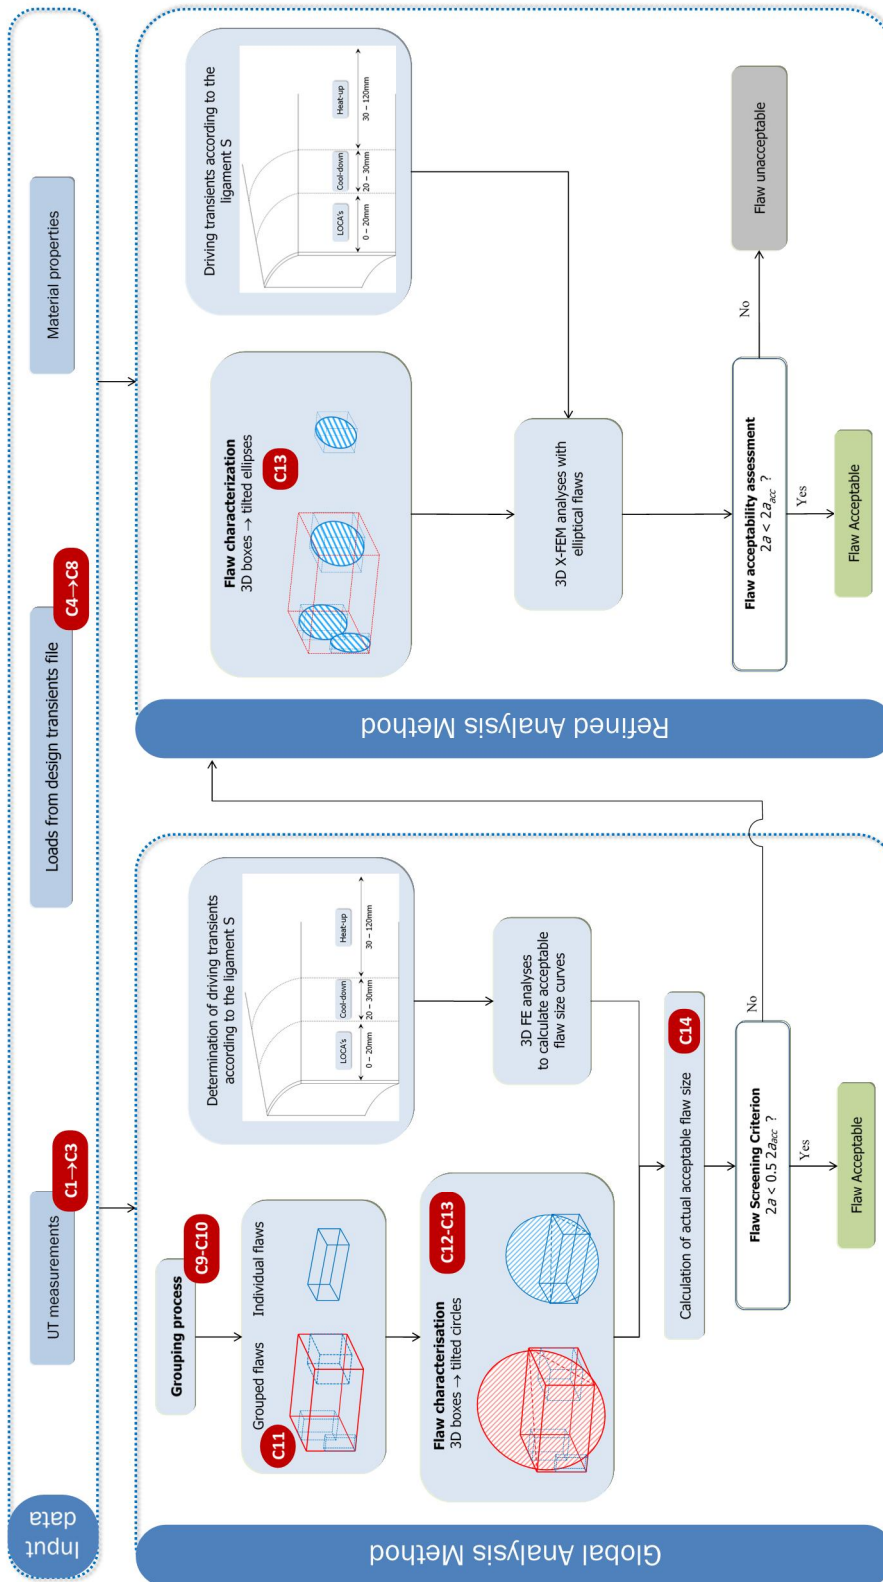 Input
data
UT measurements
C1→C3
Loads from design transients file
C4→C8
Material properties
Global Analysis Method
Grouping process
C9-C10
Grouped flaws
Individual flaws
C11
Flaw characterisation
3D boxes → tilted circles
C12-C13
Determination of driving transients
according to the ligament S
LOCA's
Cool-down
Heat-up
0 – 20mm
20 – 30mm
30 – 120mm
3D FE analyses
to calculate acceptable
flaw size curves
Calculation of actual acceptable flaw size
C14
Flaw Screening Criterion
2a < 0.5 2aacc ?
Yes
No
Flaw Acceptable
Refined Analysis Method
Flaw characterization
3D boxes → tilted ellipses
C13
Driving transients according to the
ligament S
LOCA's
Cool-down
Heat-up
0 – 20mm
20 – 30mm
30 – 120mm
3D X-FEM analyses with
elliptical flaws
Flaw acceptability assessment
2a < 2aacc ?
Yes
No
Flaw Acceptable
Flaw unacceptable